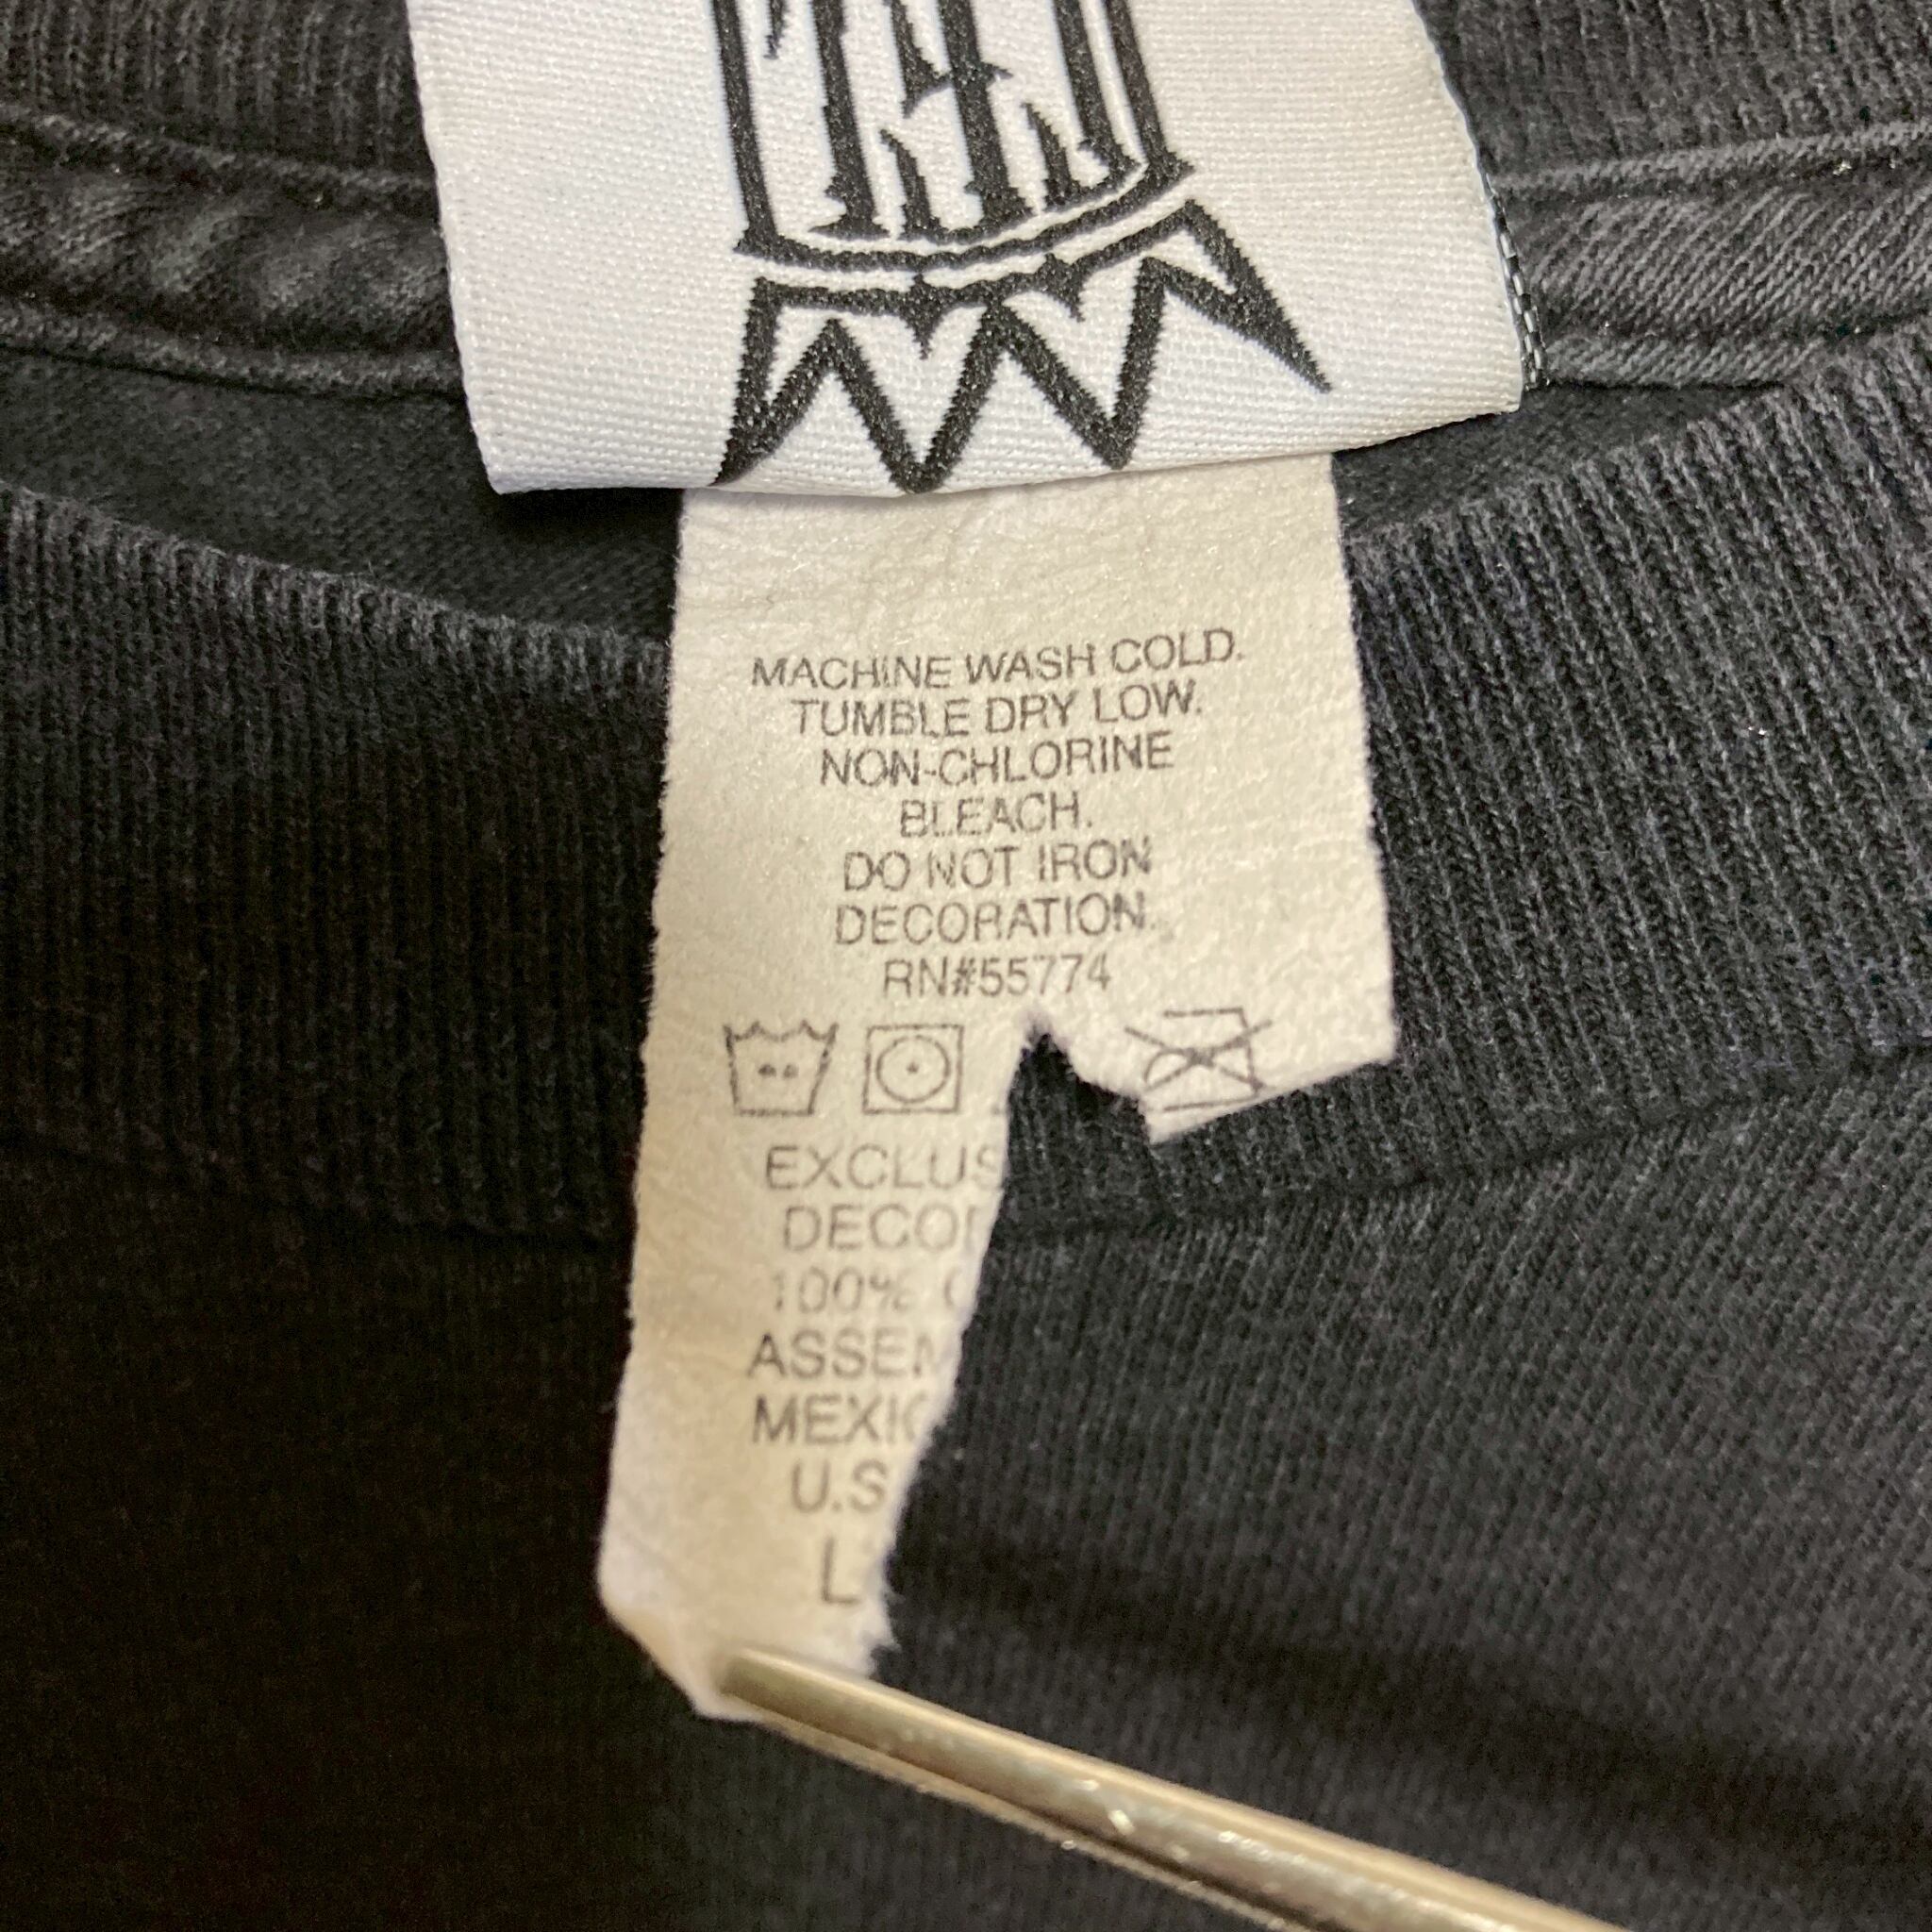 MACHINE WASH COLD.
TUMBLE DRY LOW.
NON-CHLORINE
BLEACH.
DO NOT IRON
DECORATION.
RN#55774
EXCLUS
DECO
100%
ASSEM
MEXIC
U.S
L